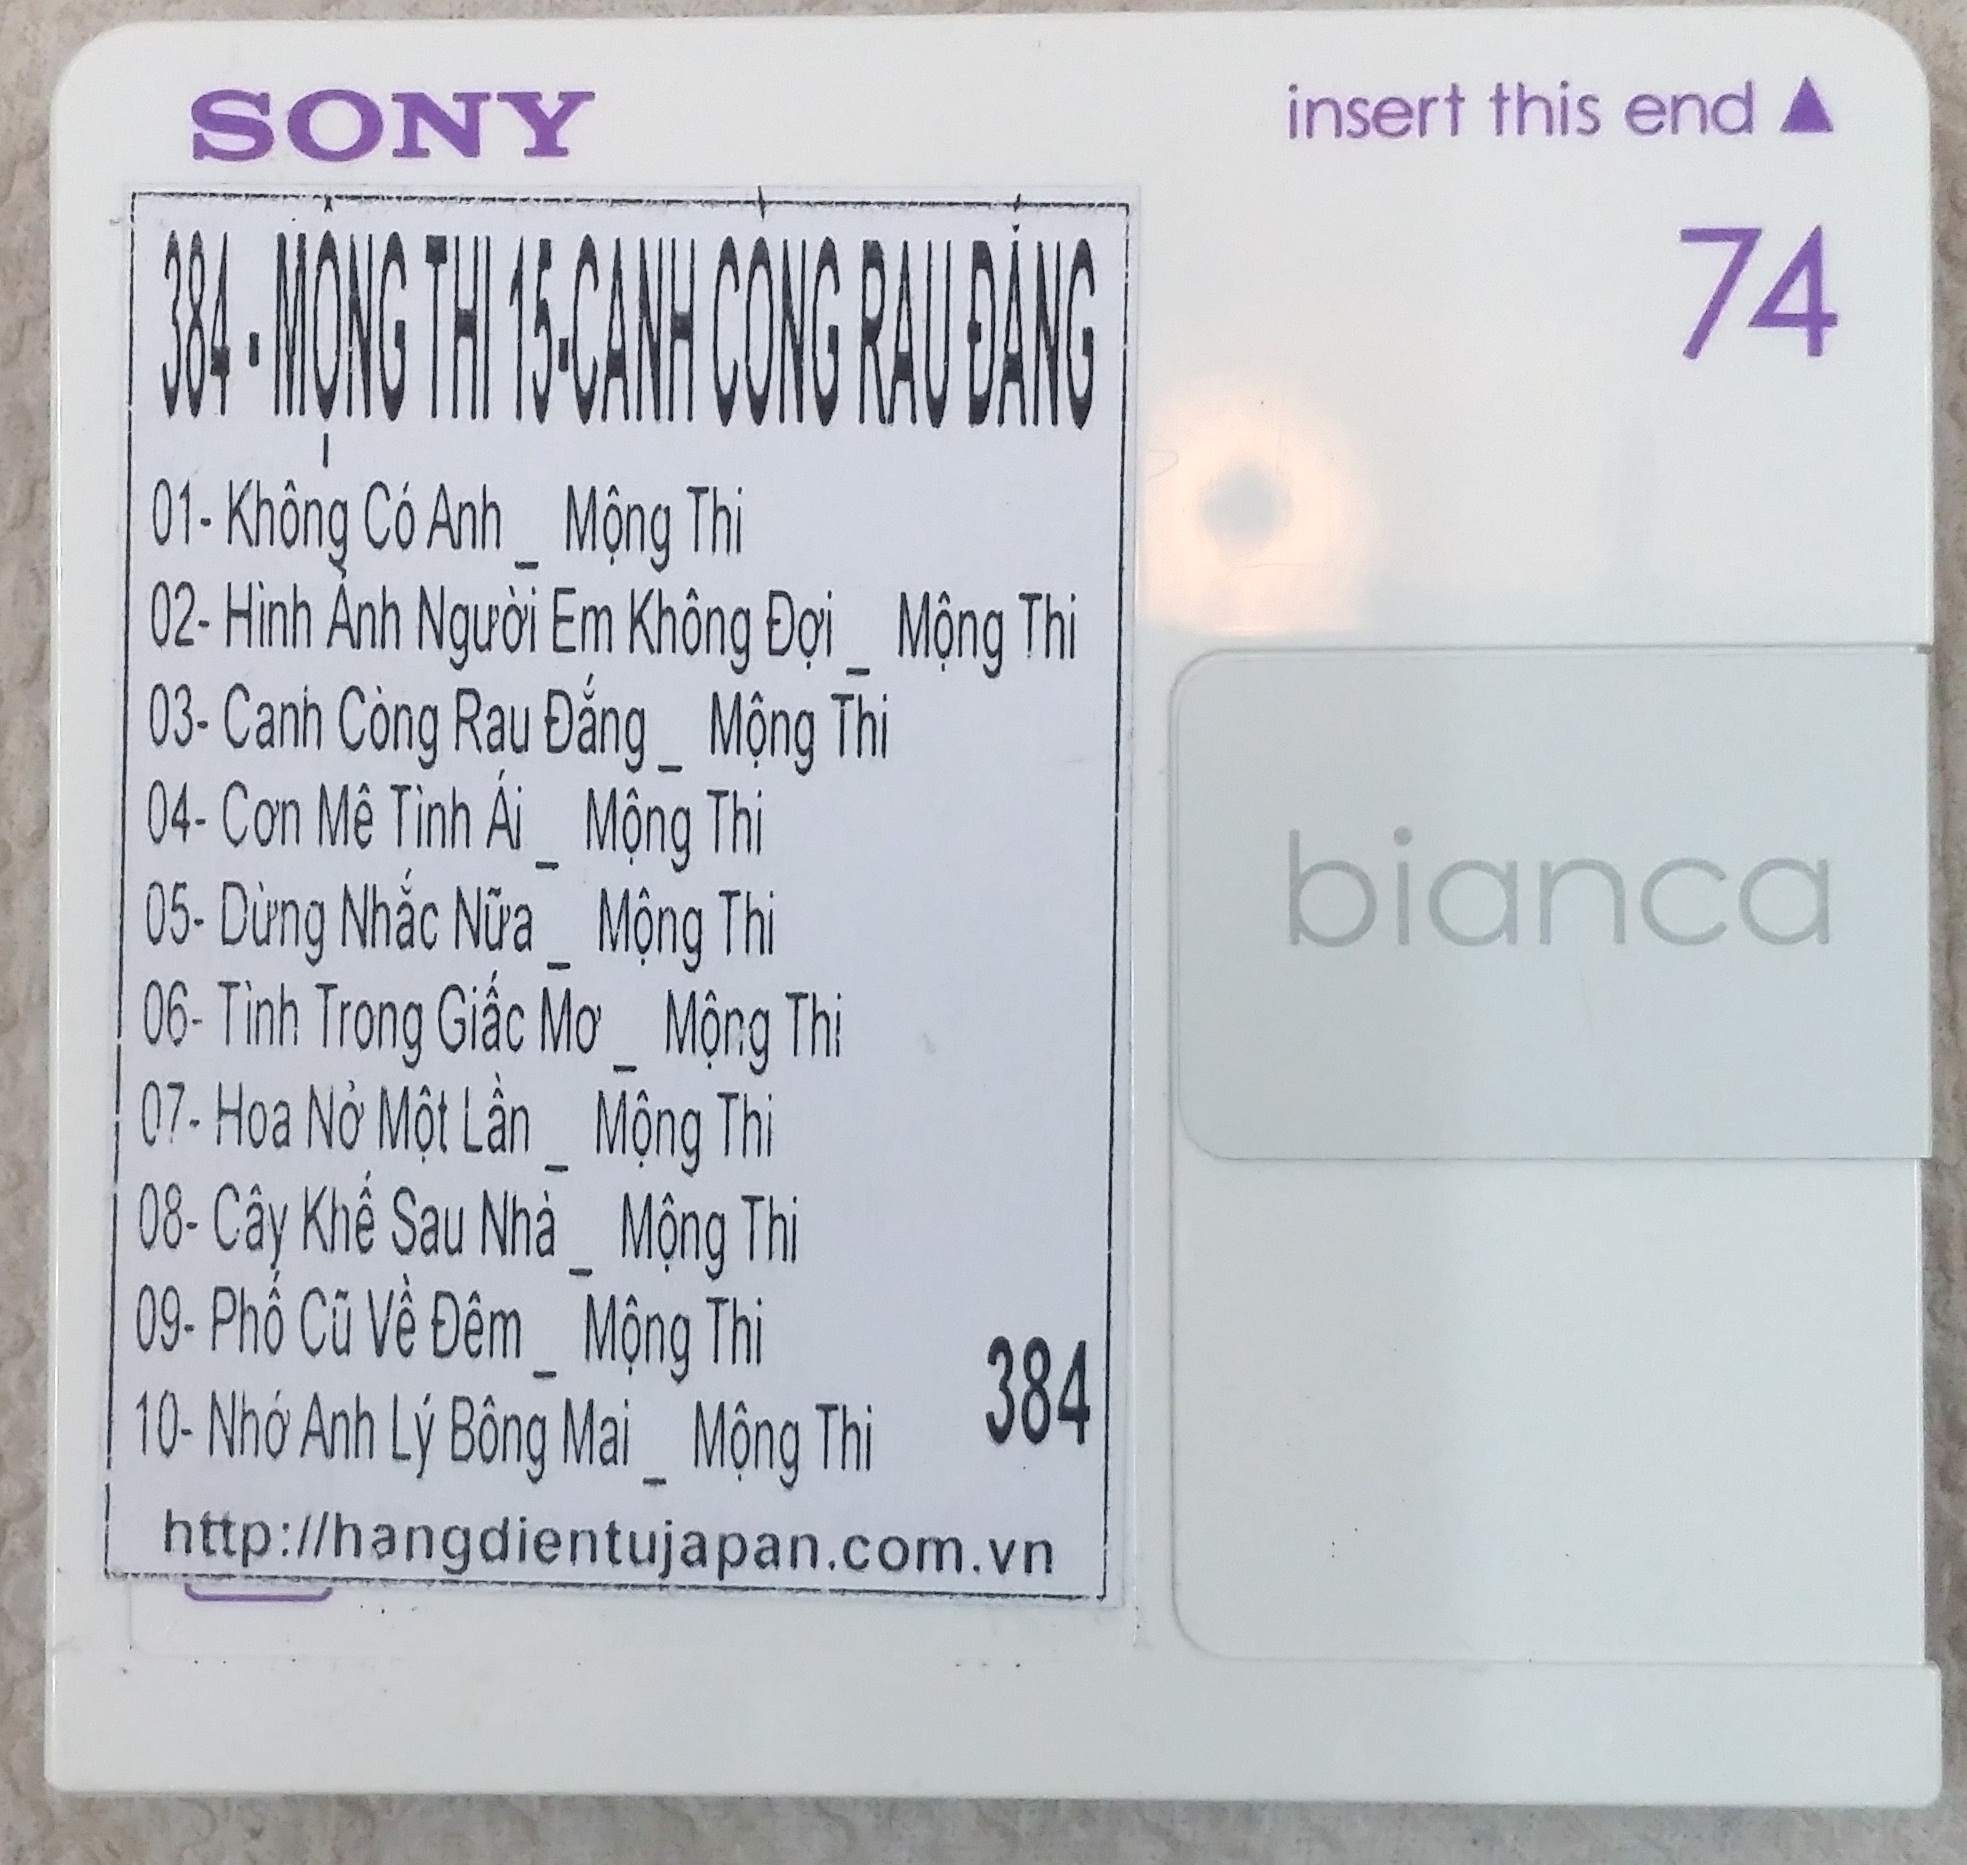 SONY
insert this end ▲
74
384 - MỘNG THI 15-CANH CÒNG RAU ĐẮNG
01- Không Có Anh _ Mộng Thi
02- Hình Ảnh Người Em Không Đợi _ Mộng Thi
03- Canh Còng Rau Đắng _ Mộng Thi
04- Cơn Mê Tình Ái _ Mộng Thi
05- Dừng Nhắc Nữa _ Mộng Thi
06- Tình Trong Giấc Mơ _ Mộng Thi
07- Hoa Nở Một Lần _ Mộng Thi
08- Cây Khế Sau Nhà _ Mộng Thi
09- Phố Cũ Về Đêm _ Mộng Thi
10- Nhớ Anh Lý Bông Mai _ Mộng Thi
384
http://hangdientujapan.com.vn
bianca